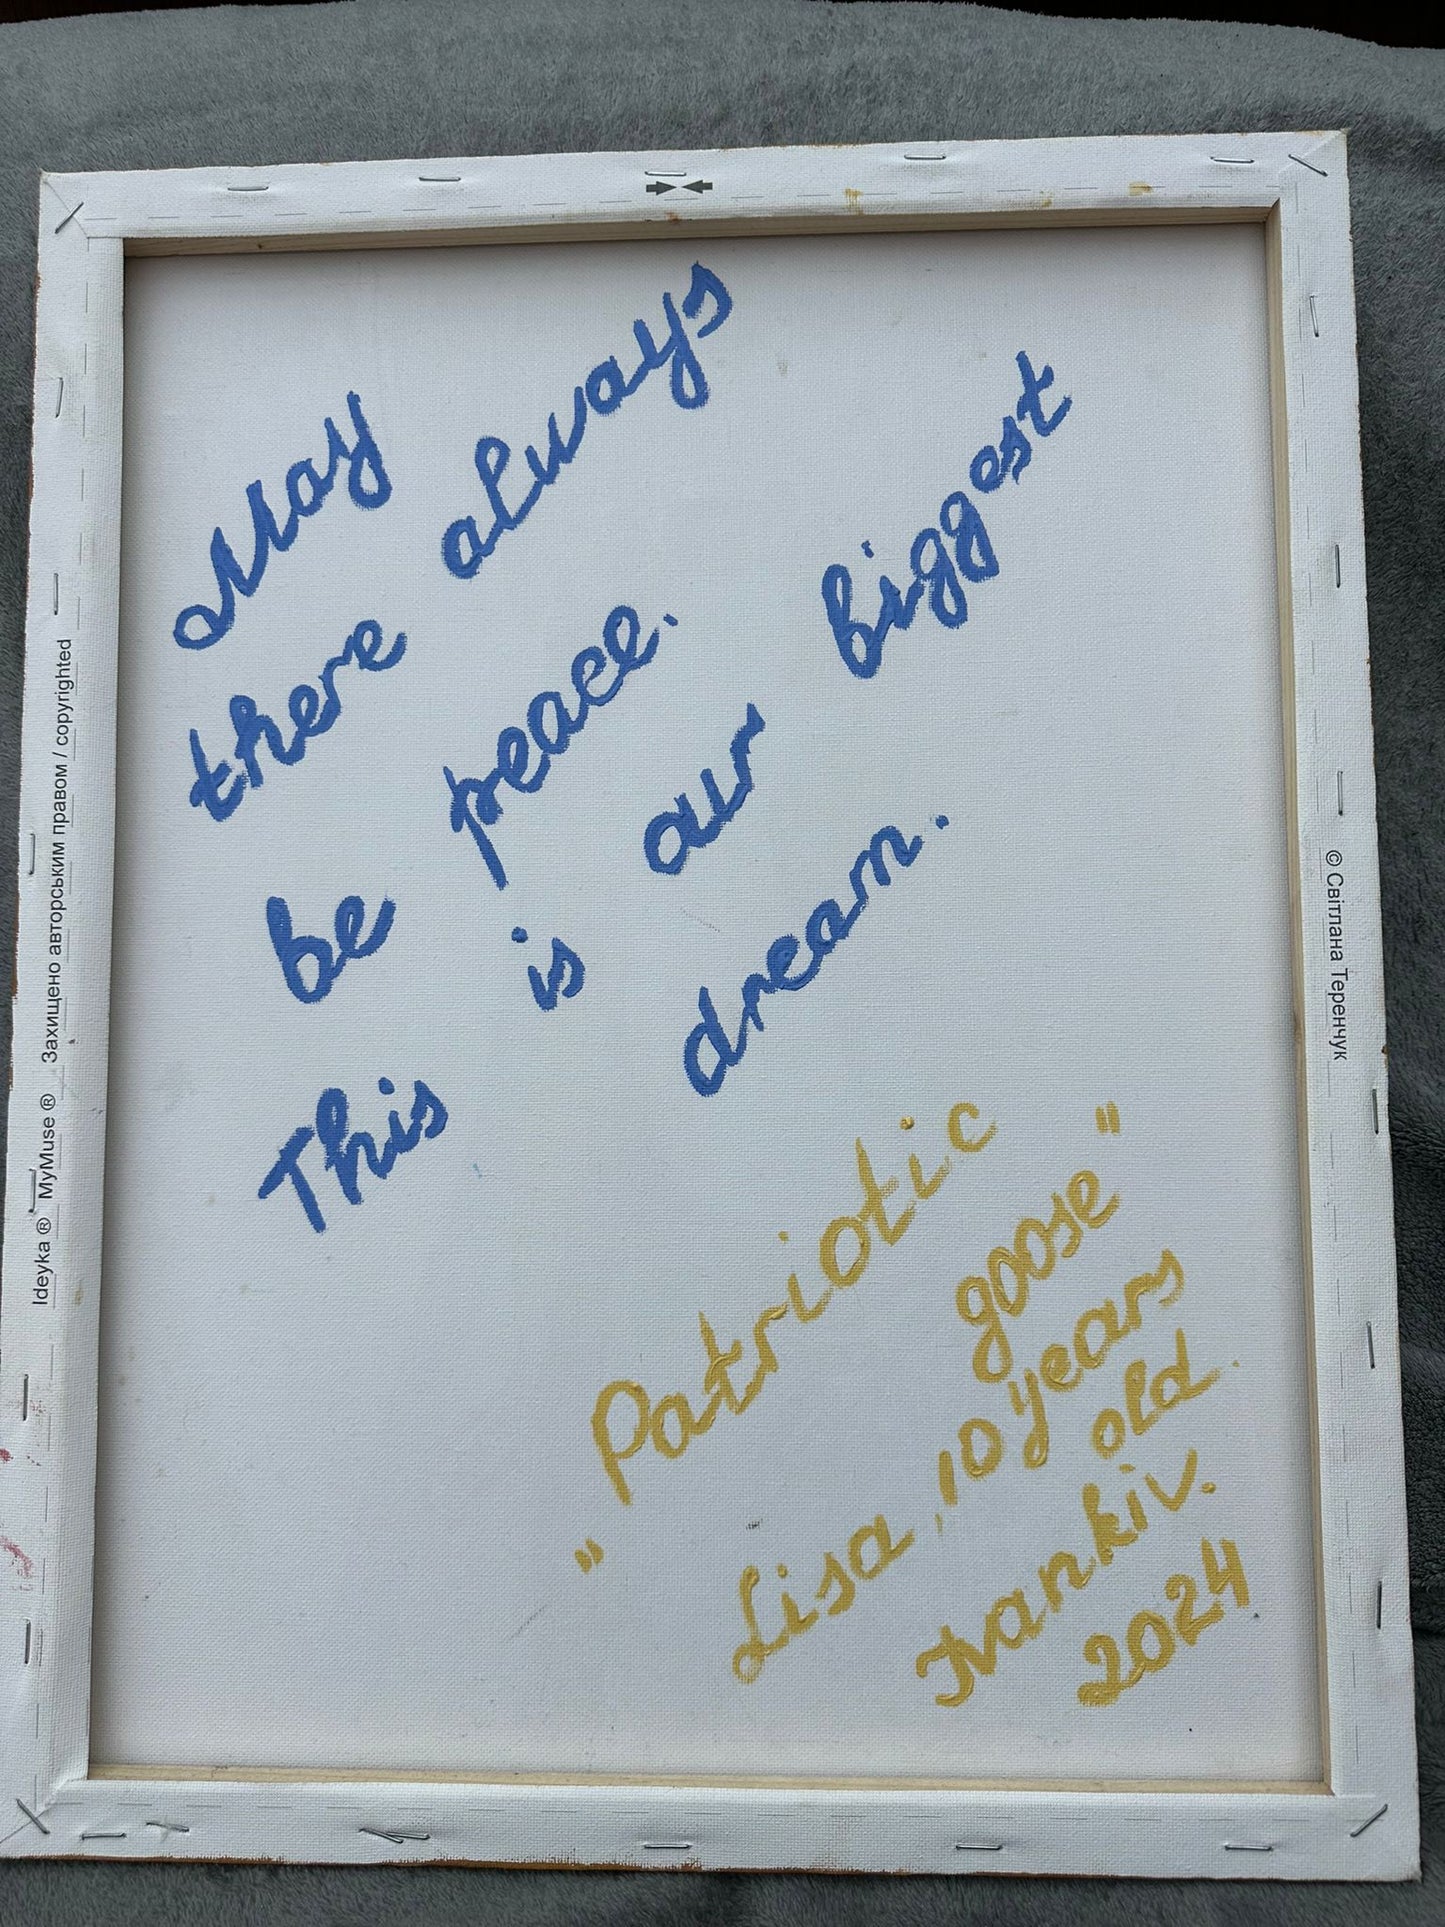 May
there always
be peace.
This is our biggest
dream.
"Patriotic
goose"
Lisa, 10 years
old.
Ivankiv.
2024
Ideyka ® MyMuse ® Захищено авторським правом / copyrighted
© Світлана Теренчук